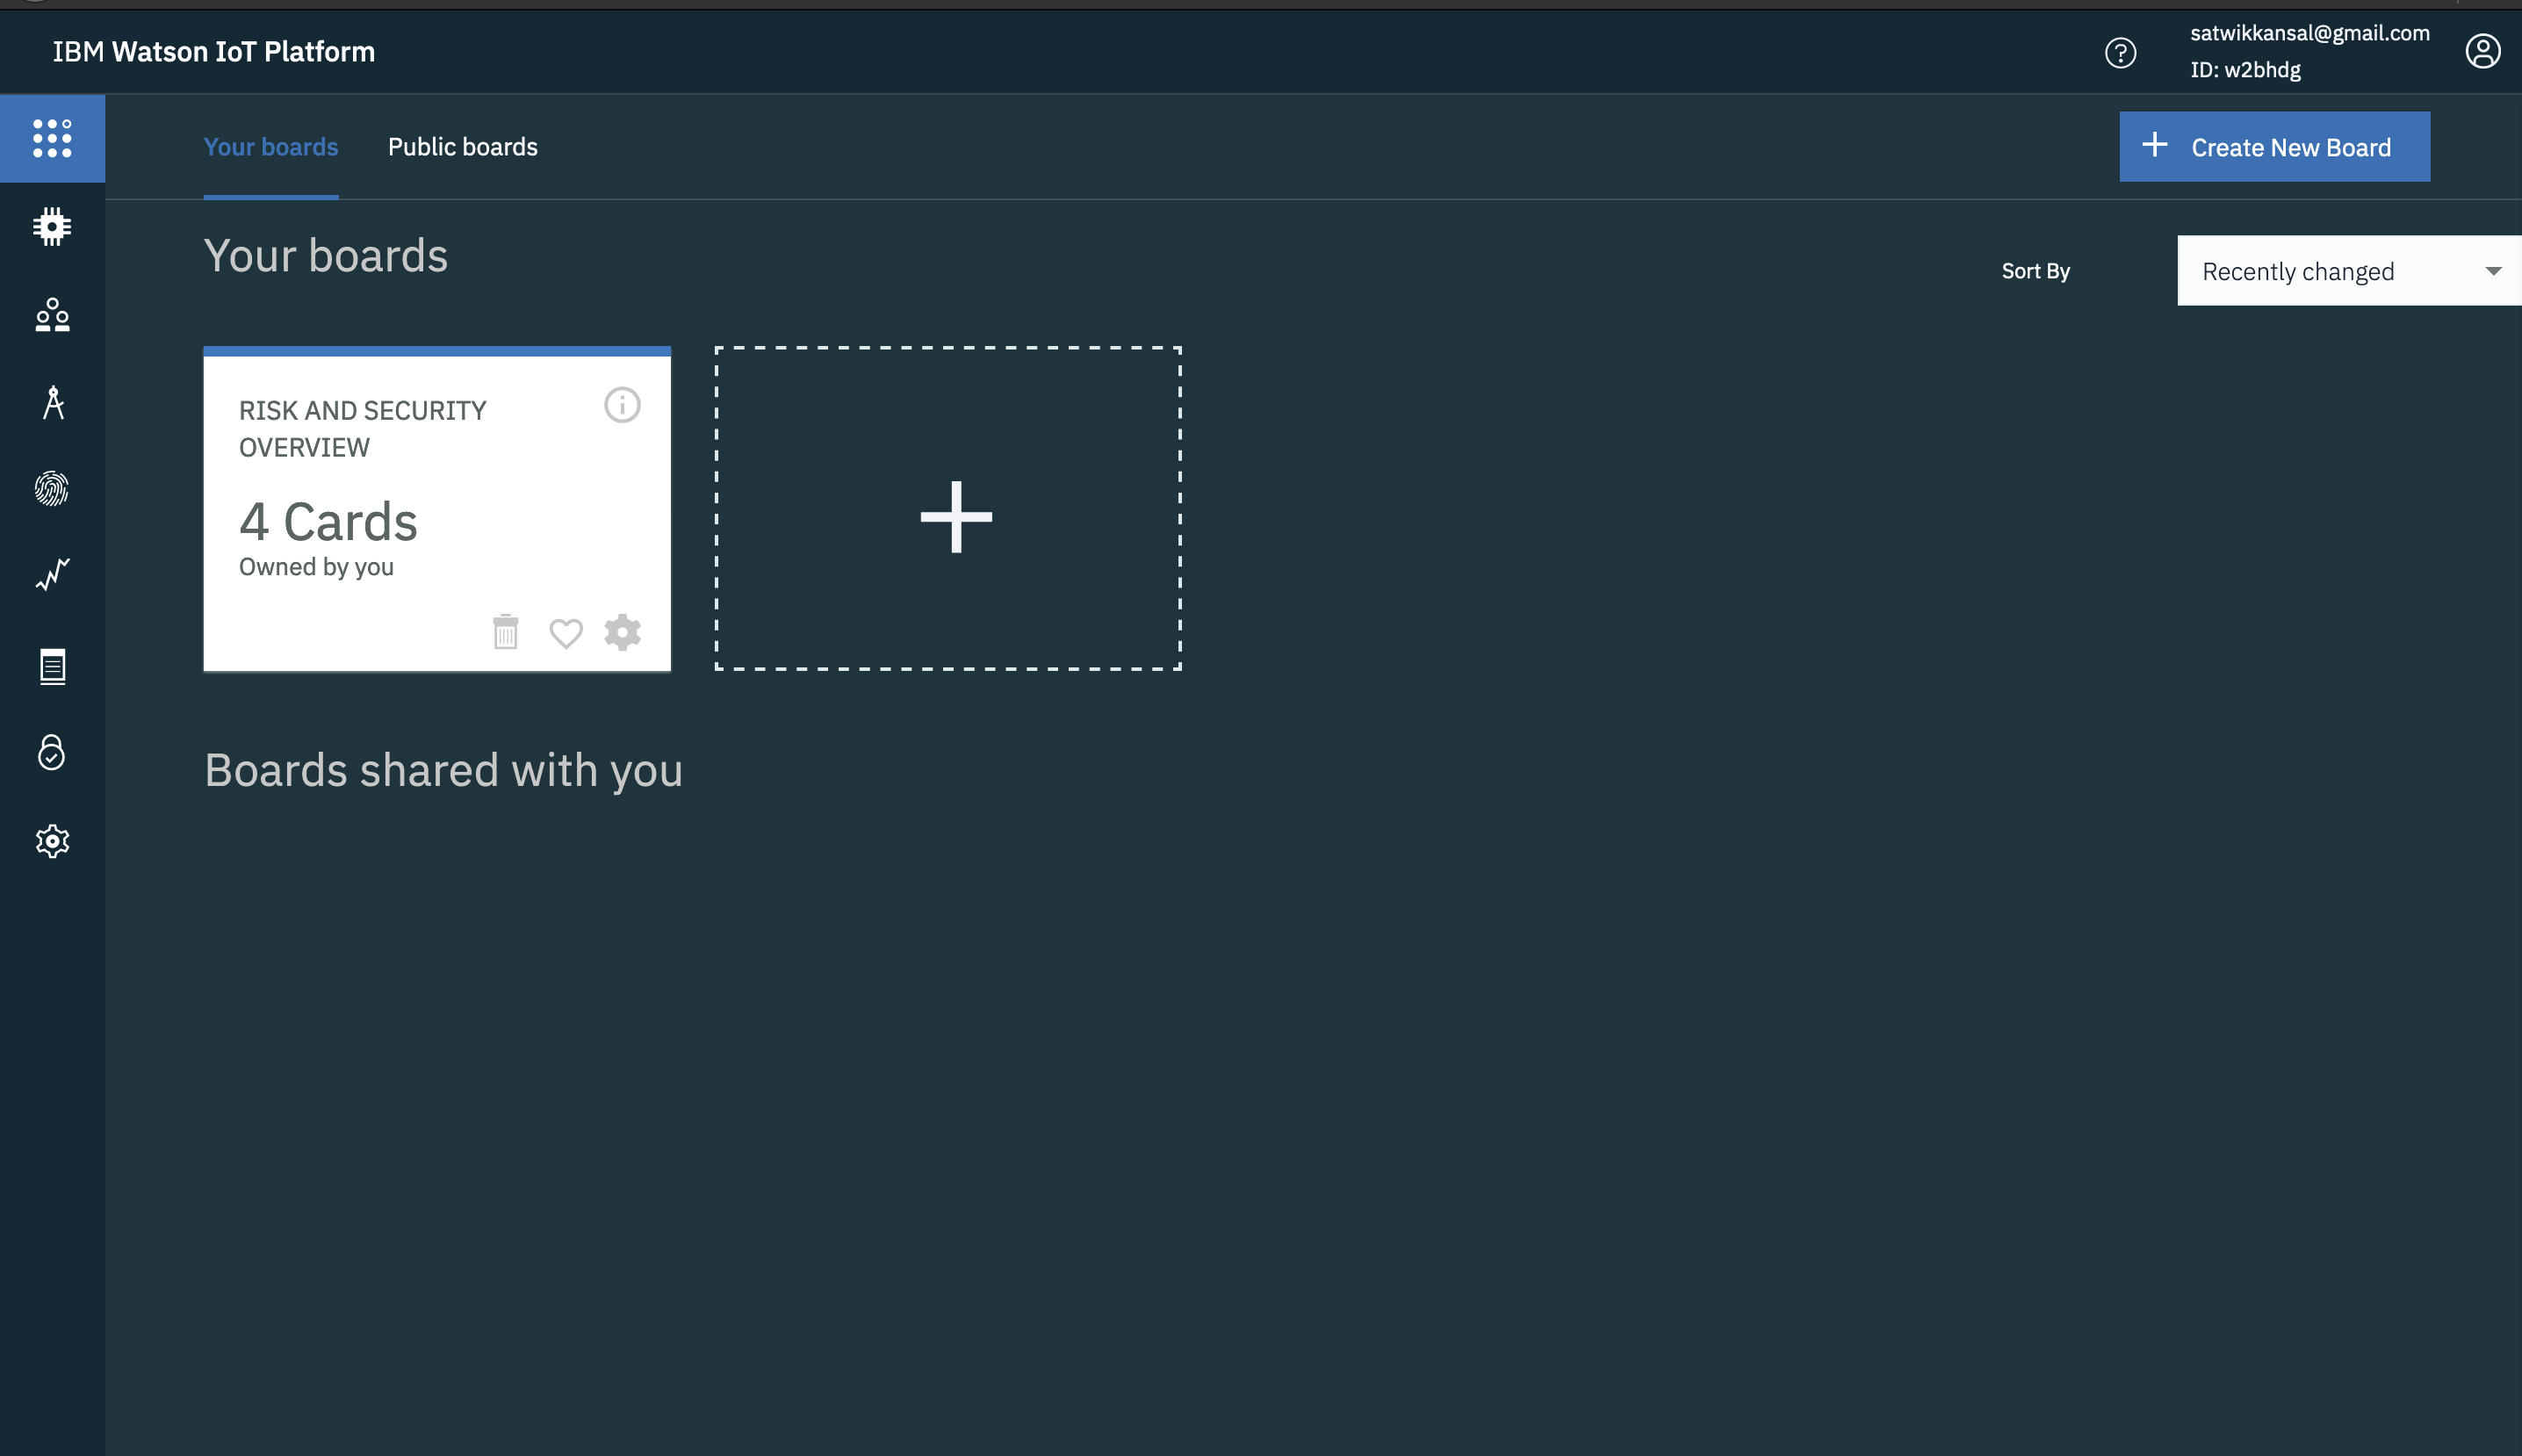 IBM Watson IoT Platform
satwikkansal@gmail.com
ID: w2bhdg
Your boards
Public boards
Create New Board
Your boards
Sort By
Recently changed
RISK AND SECURITY
OVERVIEW
4 Cards
Owned by you
Boards shared with you